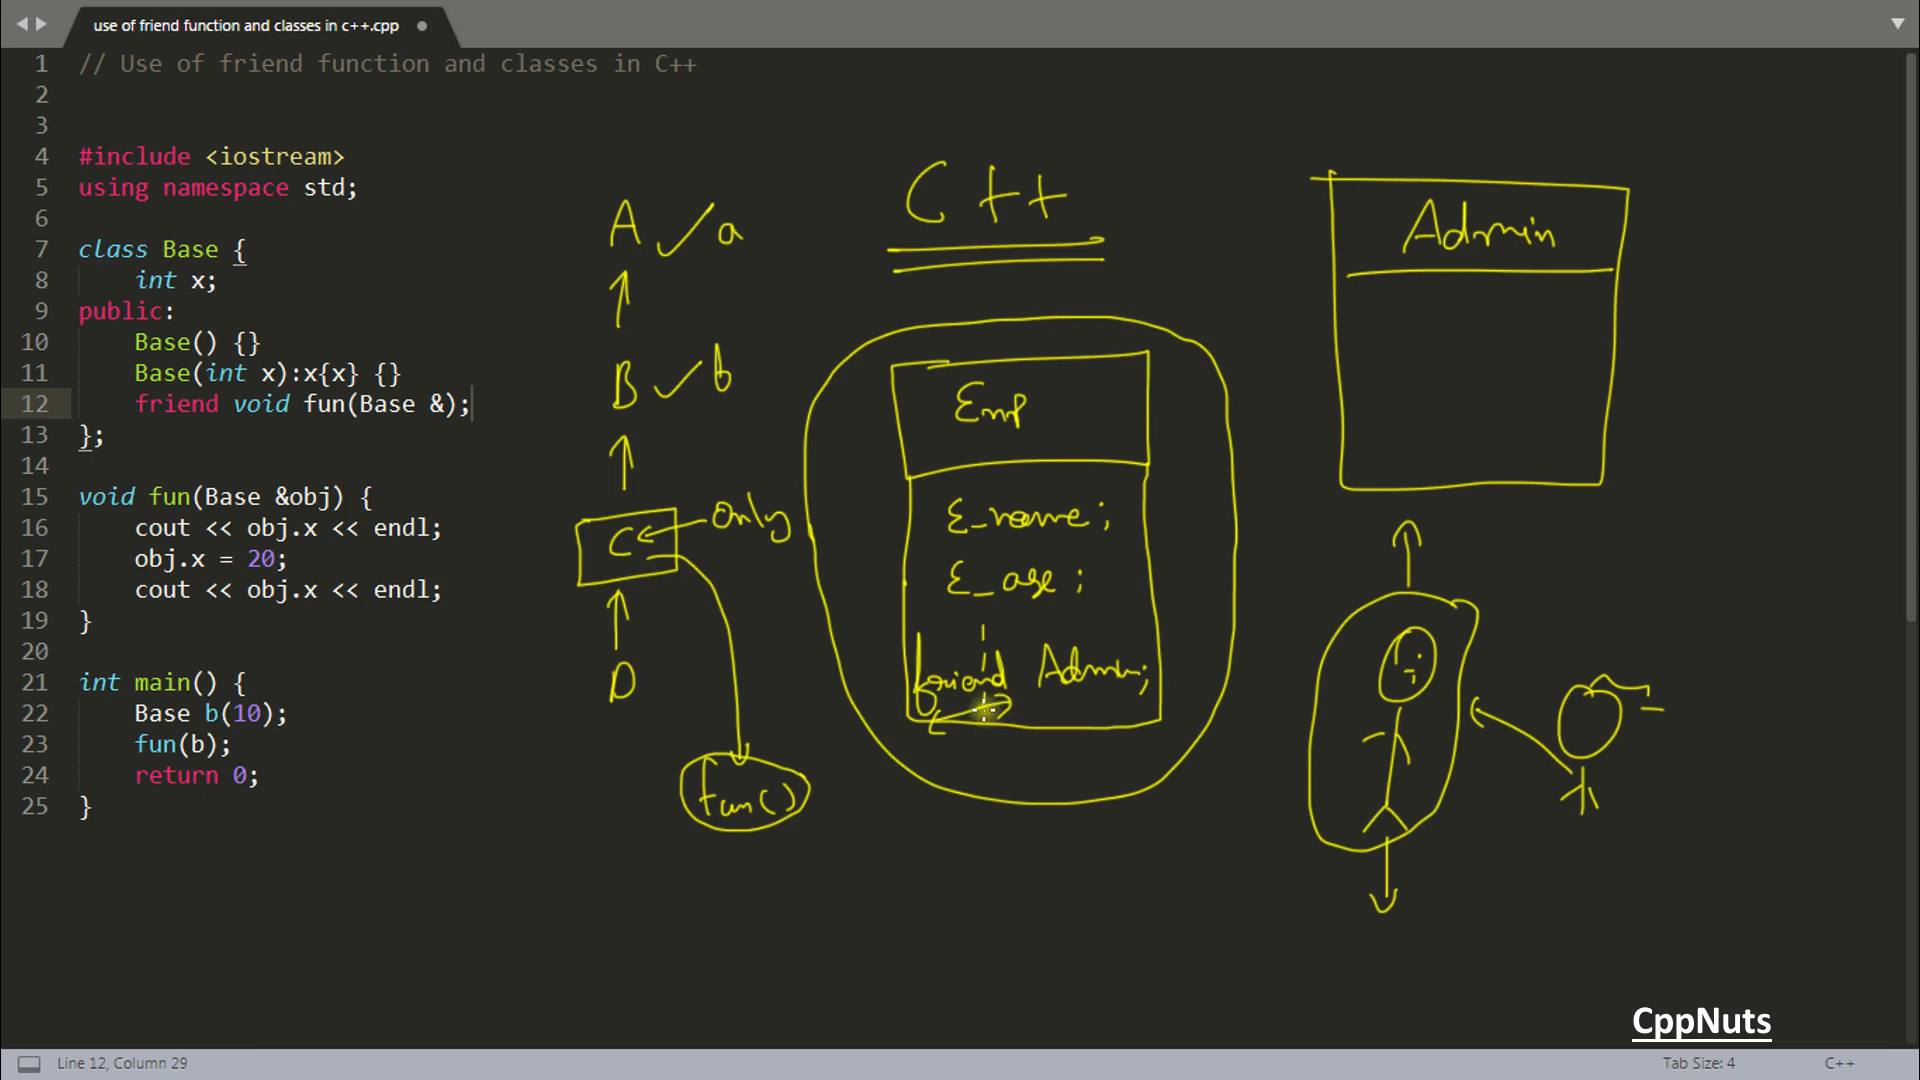 use of friend function and classes in c++.cpp
1 // Use of friend function and classes in C++
2
3
4 #include <iostream>
5 using namespace std;
6
7 class Base {
8 int x;
9 public:
10 Base() {}
11 Base(int x):x{x} {}
12 friend void fun(Base &);
13 };
14
15 void fun(Base &obj) {
16 cout << obj.x << endl;
17 obj.x = 20;
18 cout << obj.x << endl;
19 }
20
21 int main() {
22 Base b(10);
23 fun(b);
24 return 0;
25 }
A a
B b
C only
D
fun()
C++
Emp
E_name;
E_age;
friend Admin;
Admin
CppNuts
Line 12, Column 29
Tab Size: 4
C++